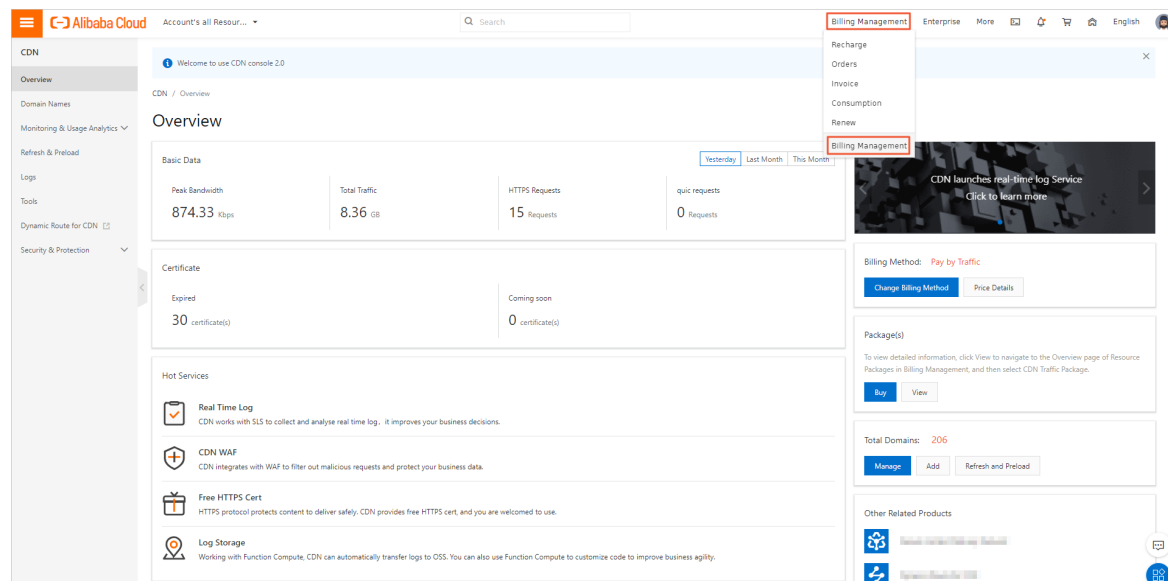 Alibaba Cloud
Account's all Resour...
Search
Billing Management
Enterprise
More
English
Recharge
Orders
Invoice
Consumption
Renew
Billing Management
CDN
Overview
Domain Names
Monitoring & Usage Analytics
Refresh & Preload
Logs
Tools
Dynamic Route for CDN
Security & Protection
Welcome to use CDN console 2.0
CDN / Overview
Overview
Basic Data
Yesterday
Last Month
This Month
Peak Bandwidth
874.33 Kbps
Total Traffic
8.36 GB
HTTPS Requests
15 Requests
quic requests
0 Requests
Certificate
Expired
30 certificate(s)
Coming soon
0 certificate(s)
Hot Services
Real Time Log
CDN works with SLS to collect and analyse real time log，it improves your business decisions.
CDN WAF
CDN integrates with WAF to filter out malicious requests and protect your business data.
Free HTTPS Cert
HTTPS protocol protects content to deliver safely. CDN provides free HTTPS cert, and you are welcomed to use.
Log Storage
Working with Function Compute, CDN can automatically transfer logs to OSS. You can also use Function Compute to customize code to improve business agility.
CDN launches real-time log Service
Click to learn more
Billing Method: Pay by Traffic
Change Billing Method
Price Details
Package(s)
To view detailed information, click View to navigate to the Overview page of Resource
Packages in Billing Management, and then select CDN Traffic Package.
Buy
View
Total Domains: 206
Manage
Add
Refresh and Preload
Other Related Products